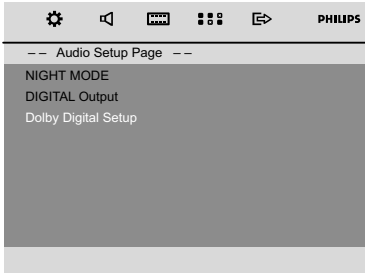 PHILIPS
-- Audio Setup Page --
NIGHT MODE
DIGITAL Output
Dolby Digital Setup